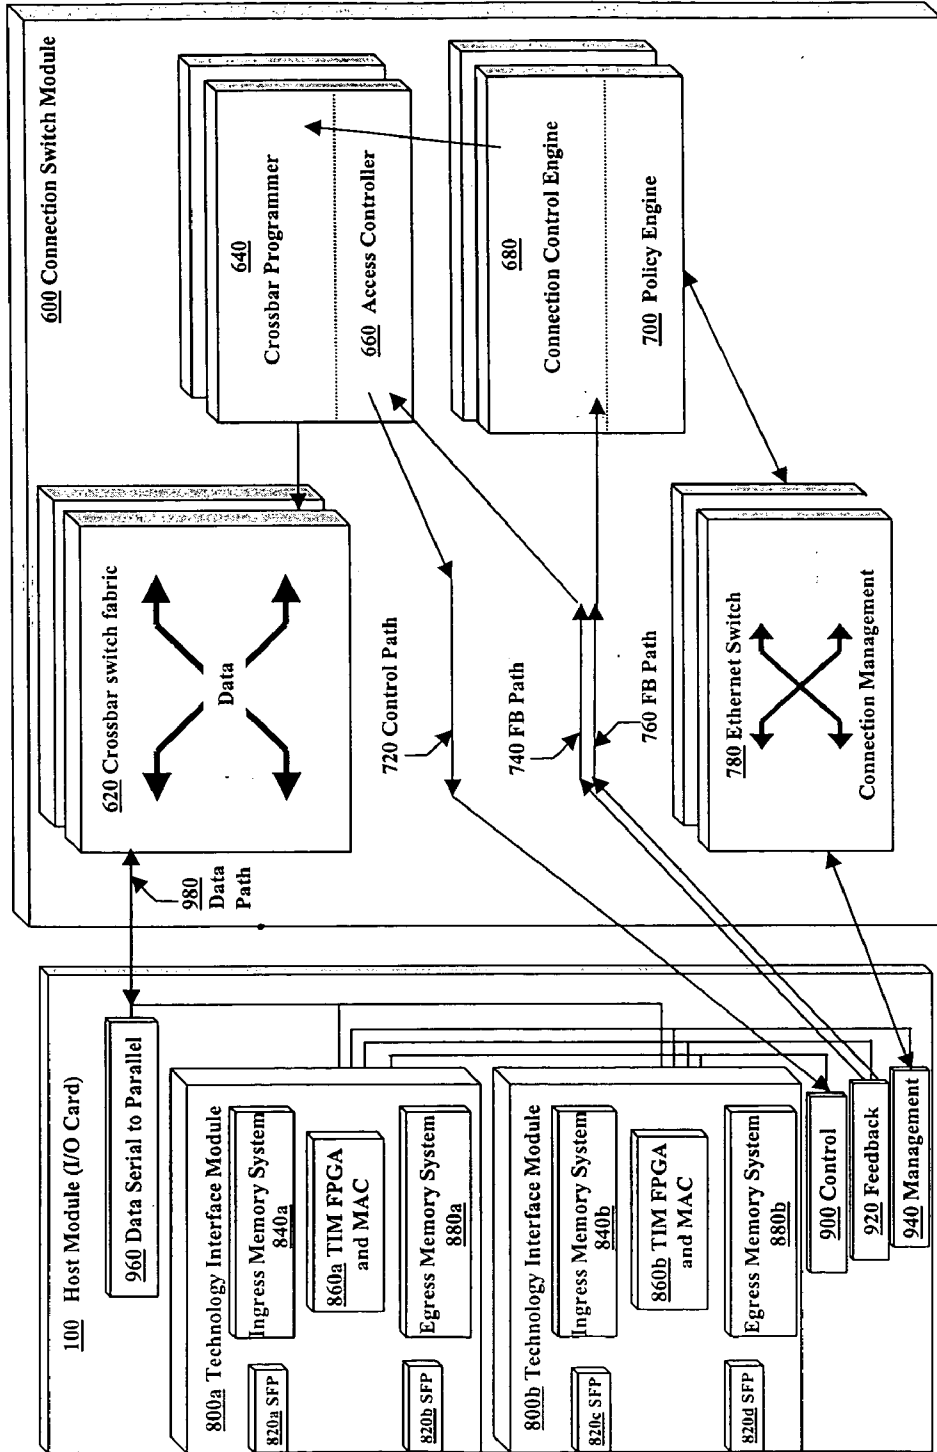 100 Host Module (I/O Card)
960 Data Serial to Parallel
800a Technology Interface Module
820a SFP
820b SFP
Ingress Memory System
840a
860a TIM FPGA
and MAC
Egress Memory System
880a
800b Technology Interface Module
820c SFP
820d SFP
Ingress Memory System
840b
860b TIM FPGA
and MAC
Egress Memory System
880b
900 Control
920 Feedback
940 Management
600 Connection Switch Module
980
Data
Path
620 Crossbar switch fabric
Data
640
Crossbar Programmer
660 Access Controller
720 Control Path
740 FB Path
760 FB Path
680
Connection Control Engine
700 Policy Engine
780 Ethernet Switch
Connection Management